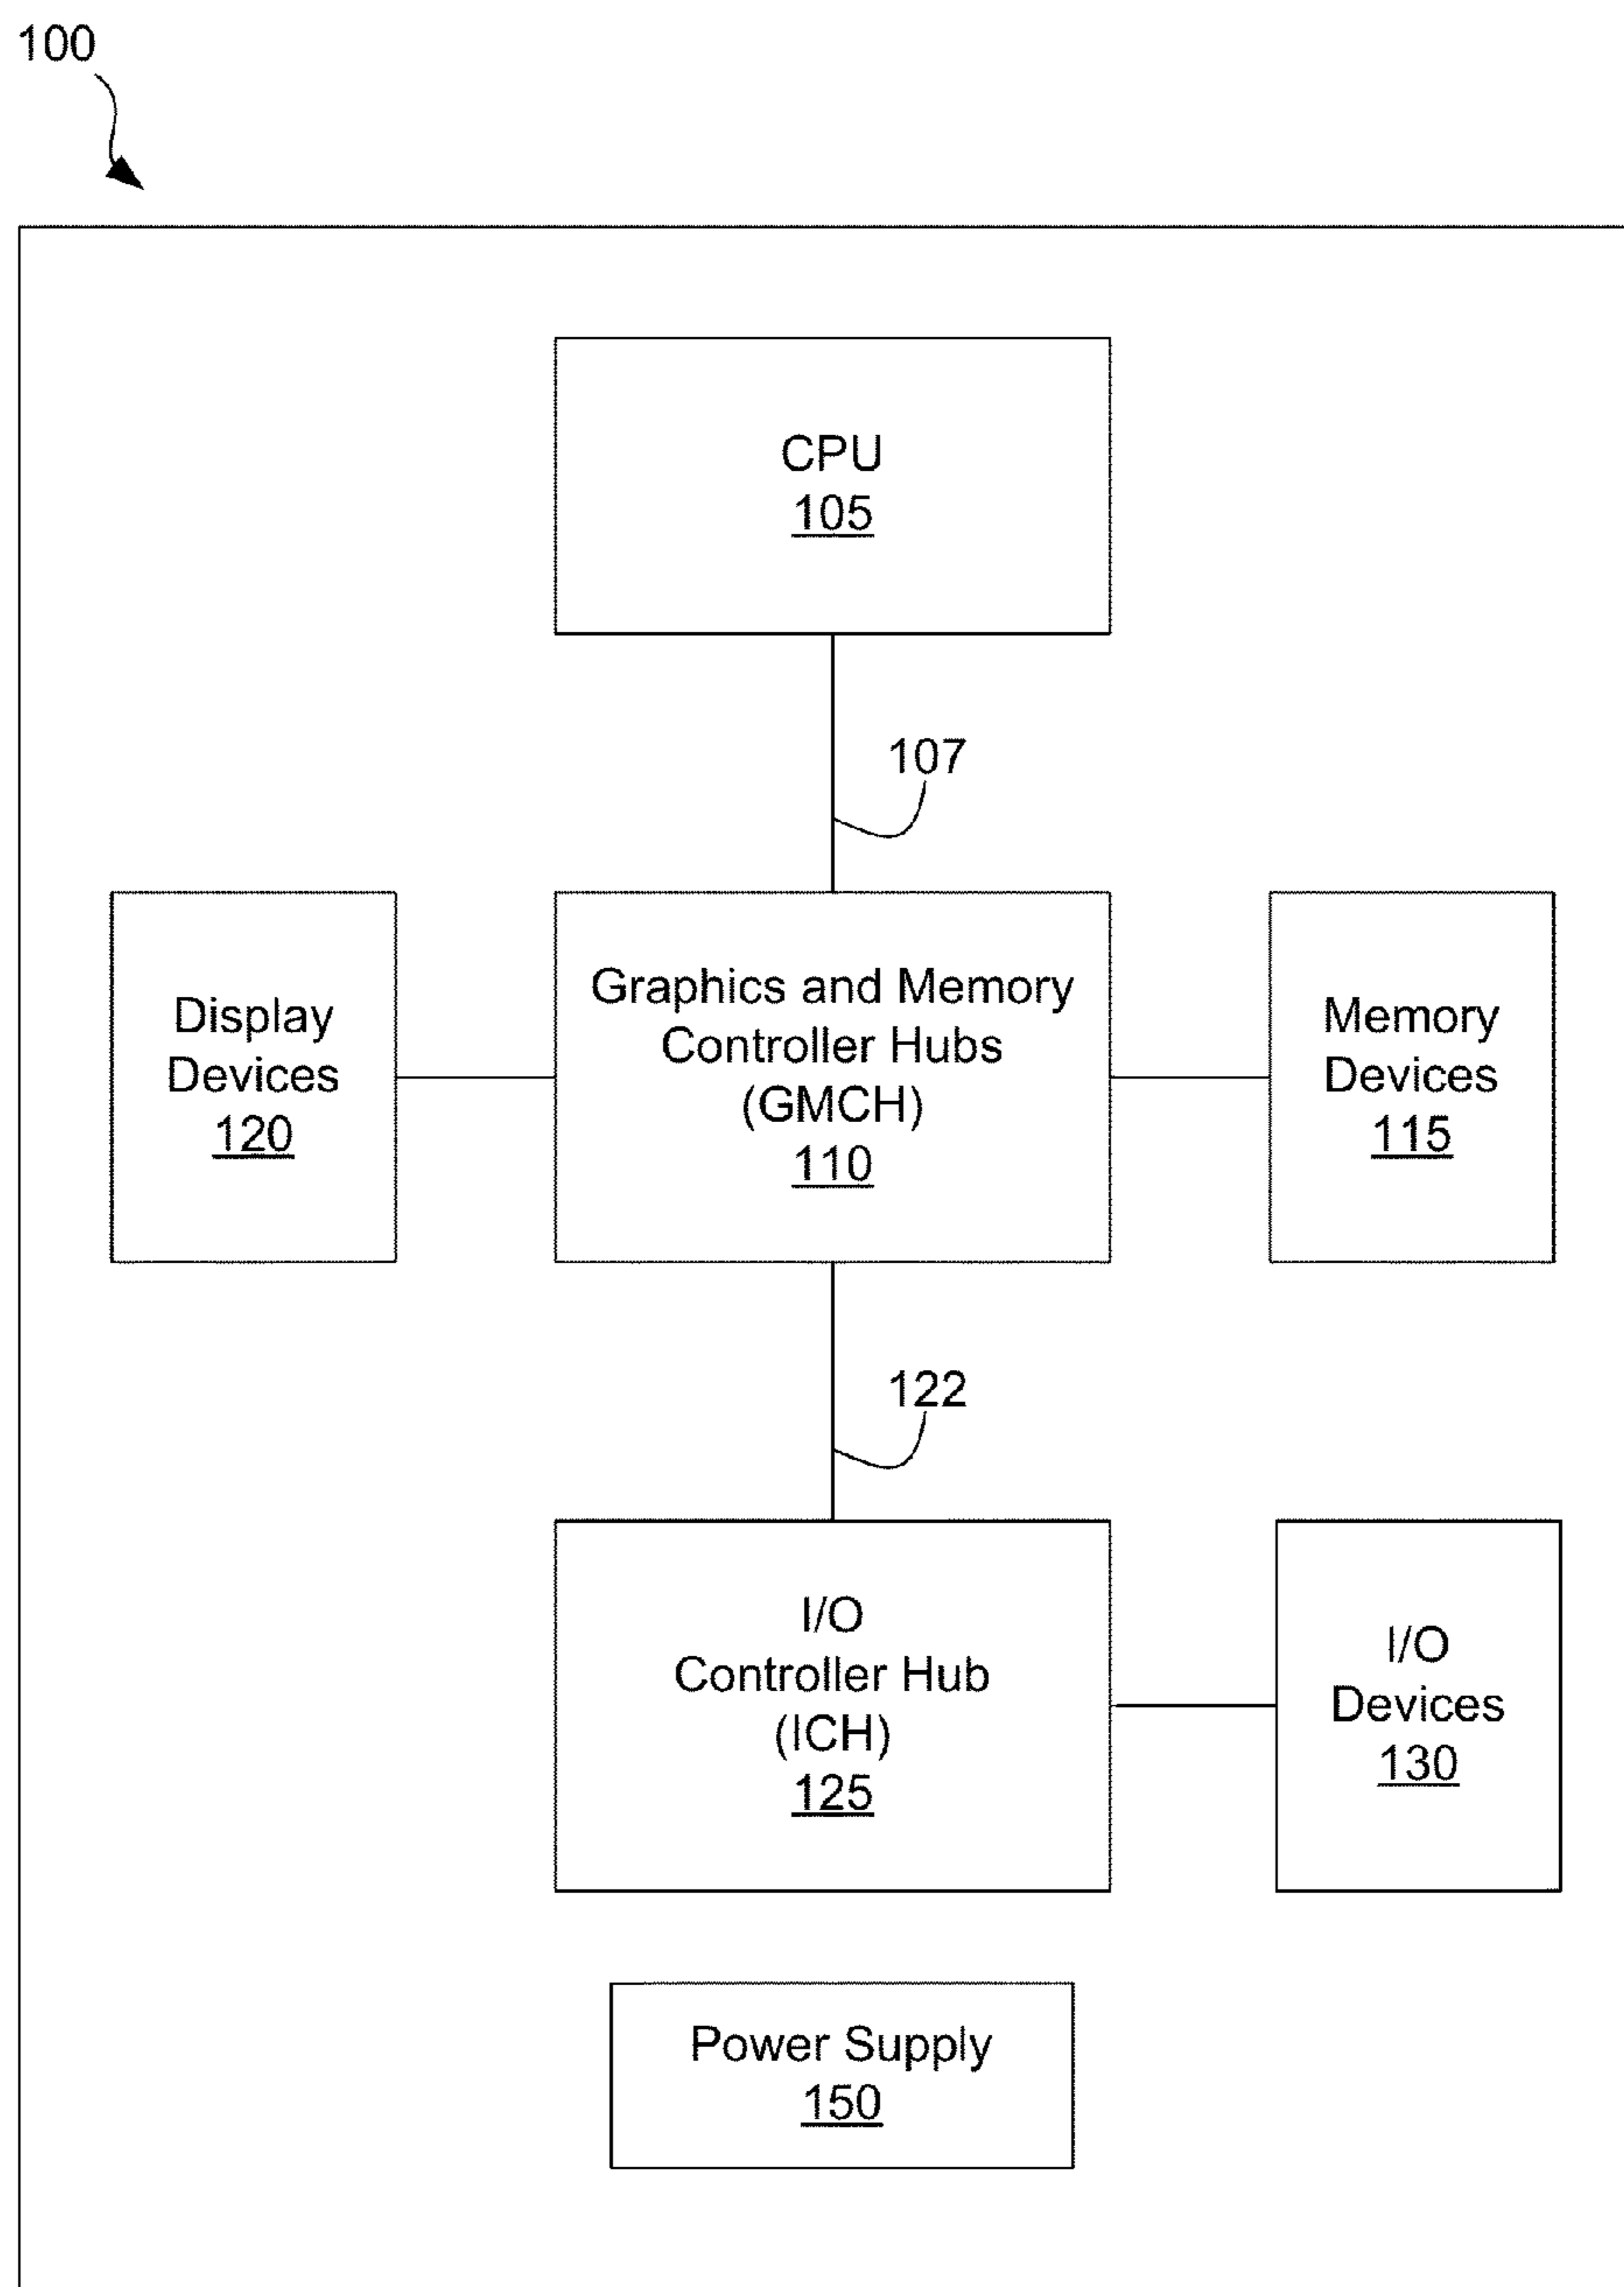 100
CPU
105
107
Display
Devices
120
Graphics and Memory
Controller Hubs
(GMCH)
110
Memory
Devices
115
122
I/O
Controller Hub
(ICH)
125
I/O
Devices
130
Power Supply
150